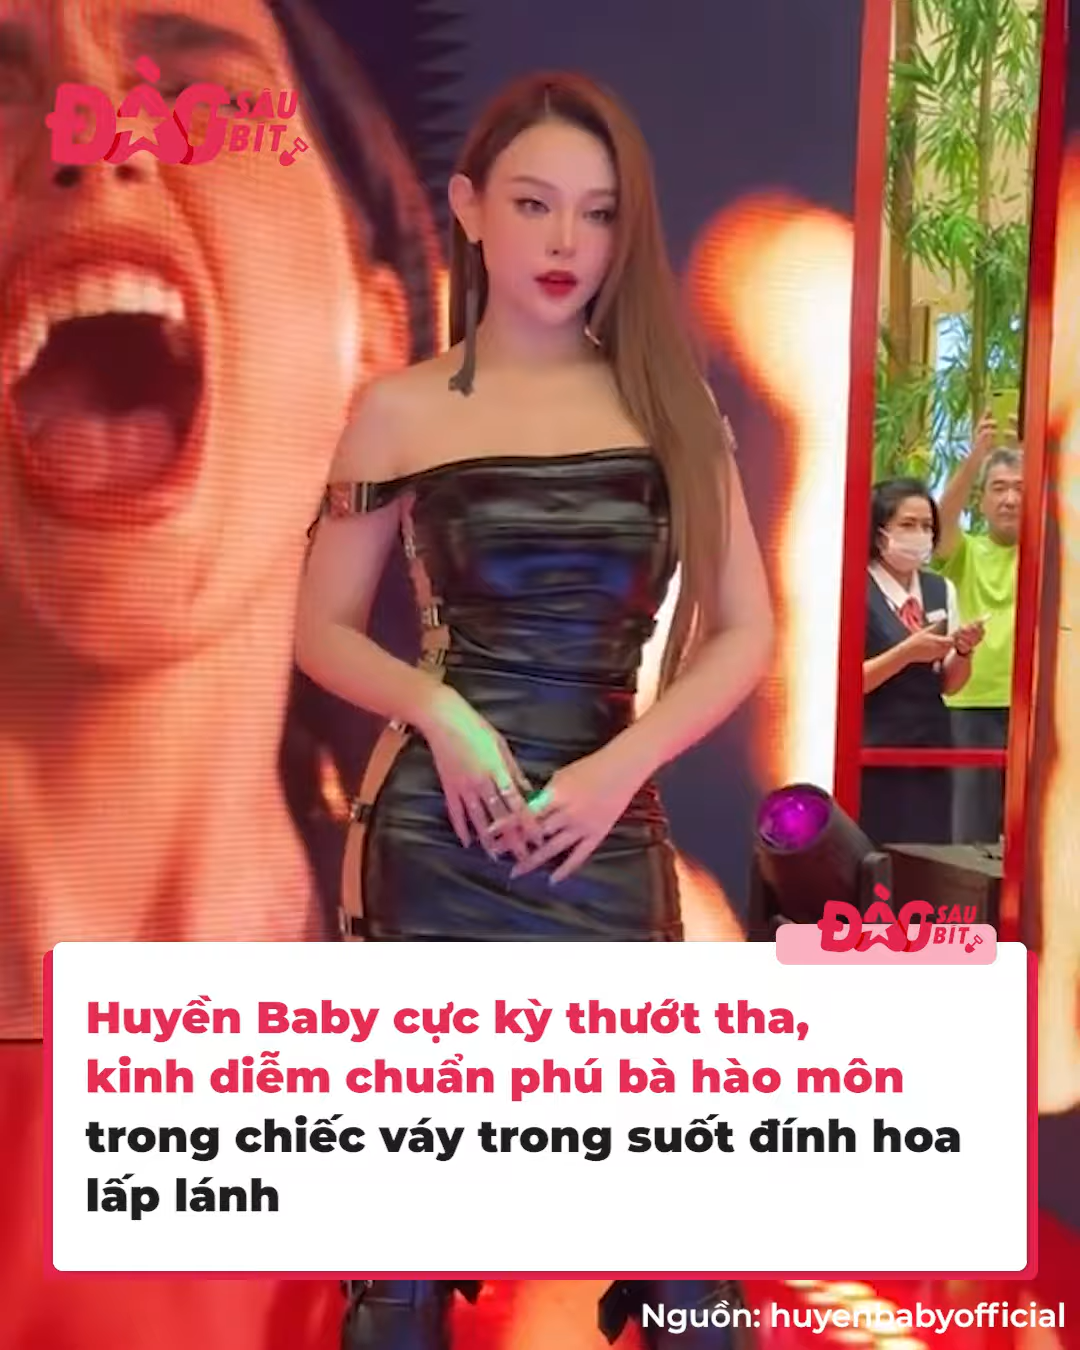 ĐÀO SÂU BIT
ĐÀO SÂU BIT
Huyền Baby cực kỳ thướt tha,
kinh diễm chuẩn phú bà hào môn
trong chiếc váy trong suốt đính hoa
lấp lánh
Nguồn: huyenbabyofficial